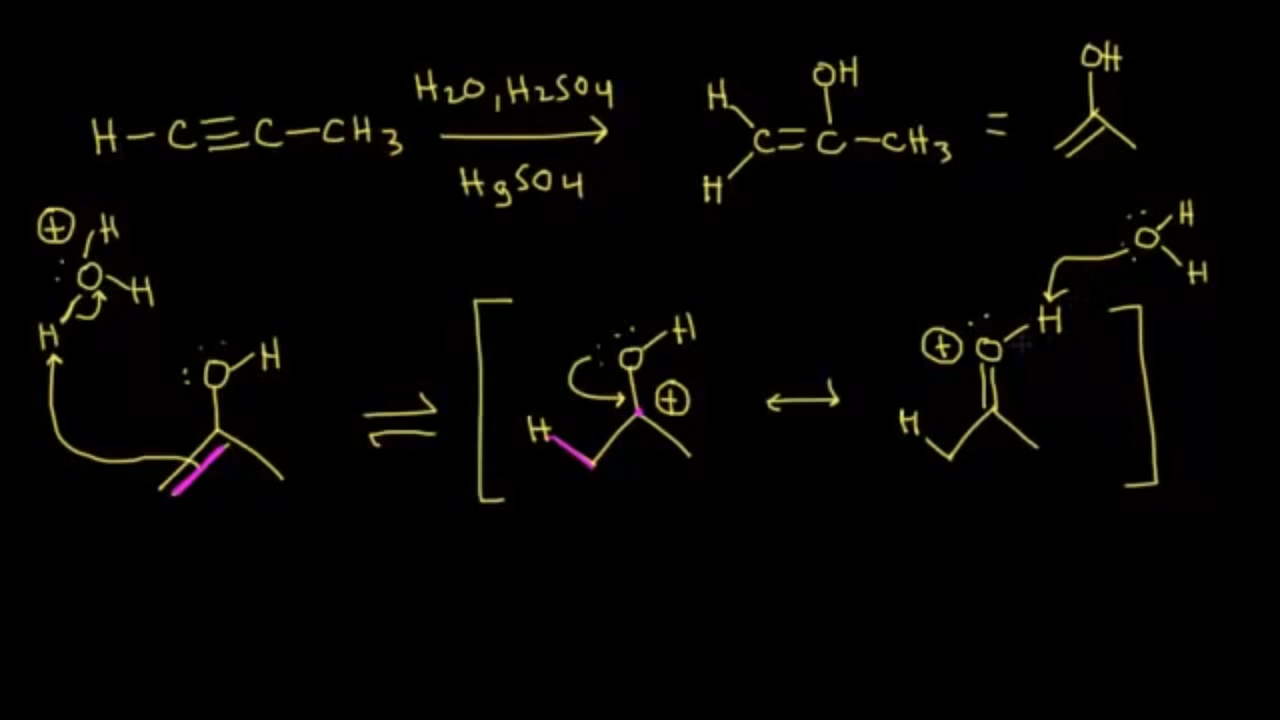 H2O, H2SO4
H-C≡C-CH3
HgSO4
H
H
C=C-CH3
OH
=
OH
⊕
H
:O-H
H
:O-H
⇌
[
H
:O-H
⊕
↔
H
⊕
O-H
]
:O
H
H